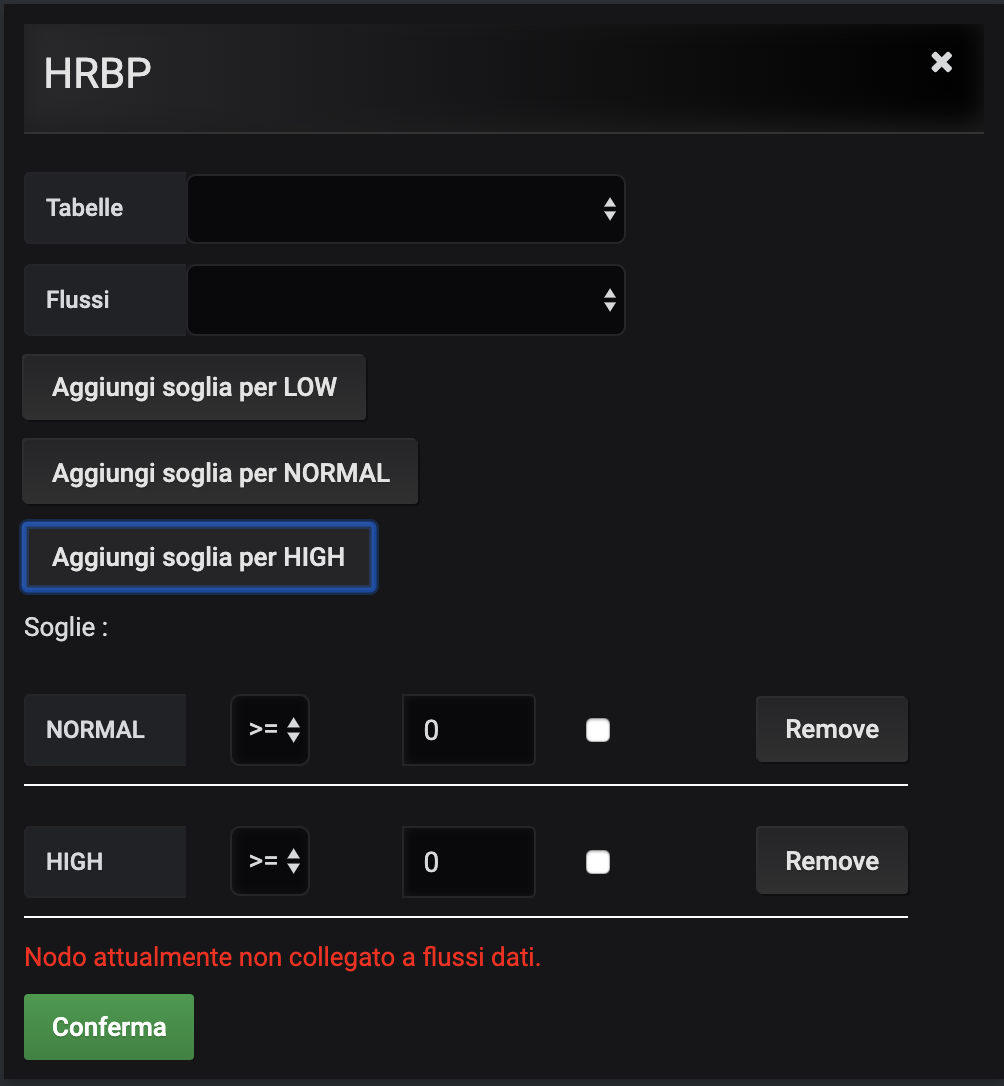 HRBP
Tabelle
Flussi
Aggiungi soglia per LOW
Aggiungi soglia per NORMAL
Aggiungi soglia per HIGH
Soglie :
NORMAL >= 0 Remove
HIGH >= 0 Remove
Nodo attualmente non collegato a flussi dati.
Conferma